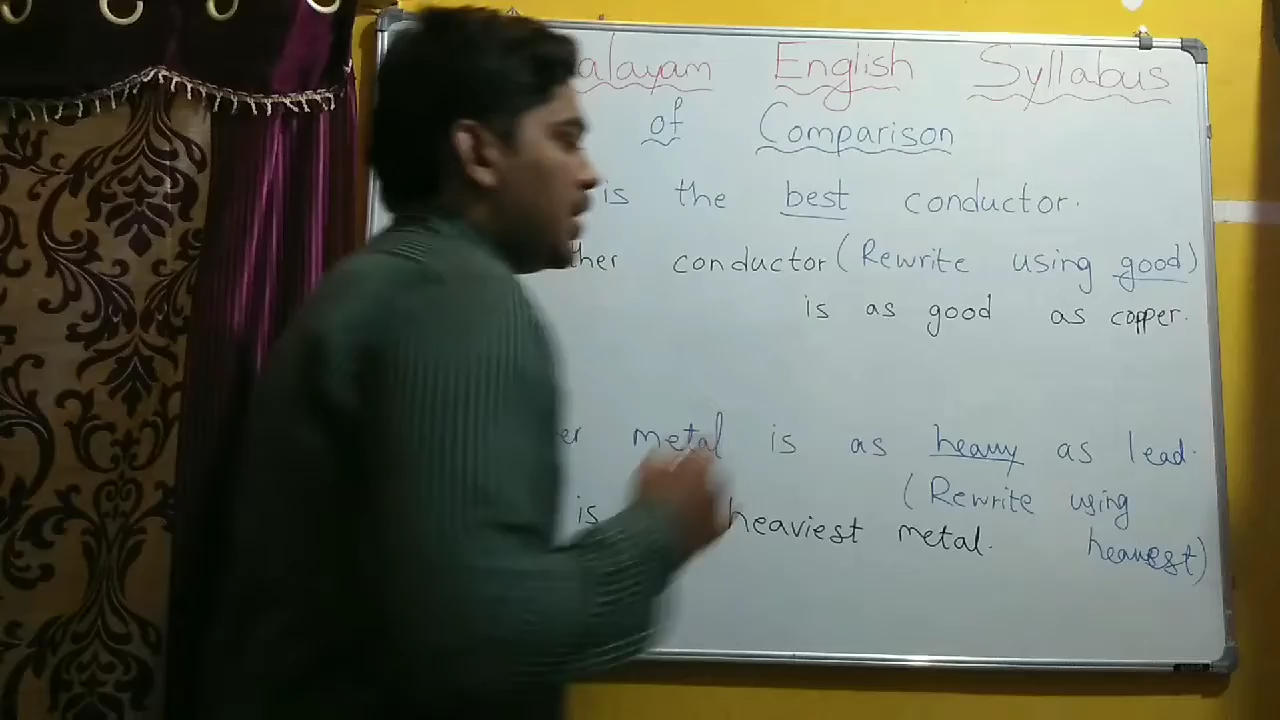 alayam English Syllabus
of Comparison
is the best conductor.
ther conductor (Rewrite using good)
is as good as copper.
er metal is as heavy as lead.
(Rewrite using
is heaviest metal.
heaviest)